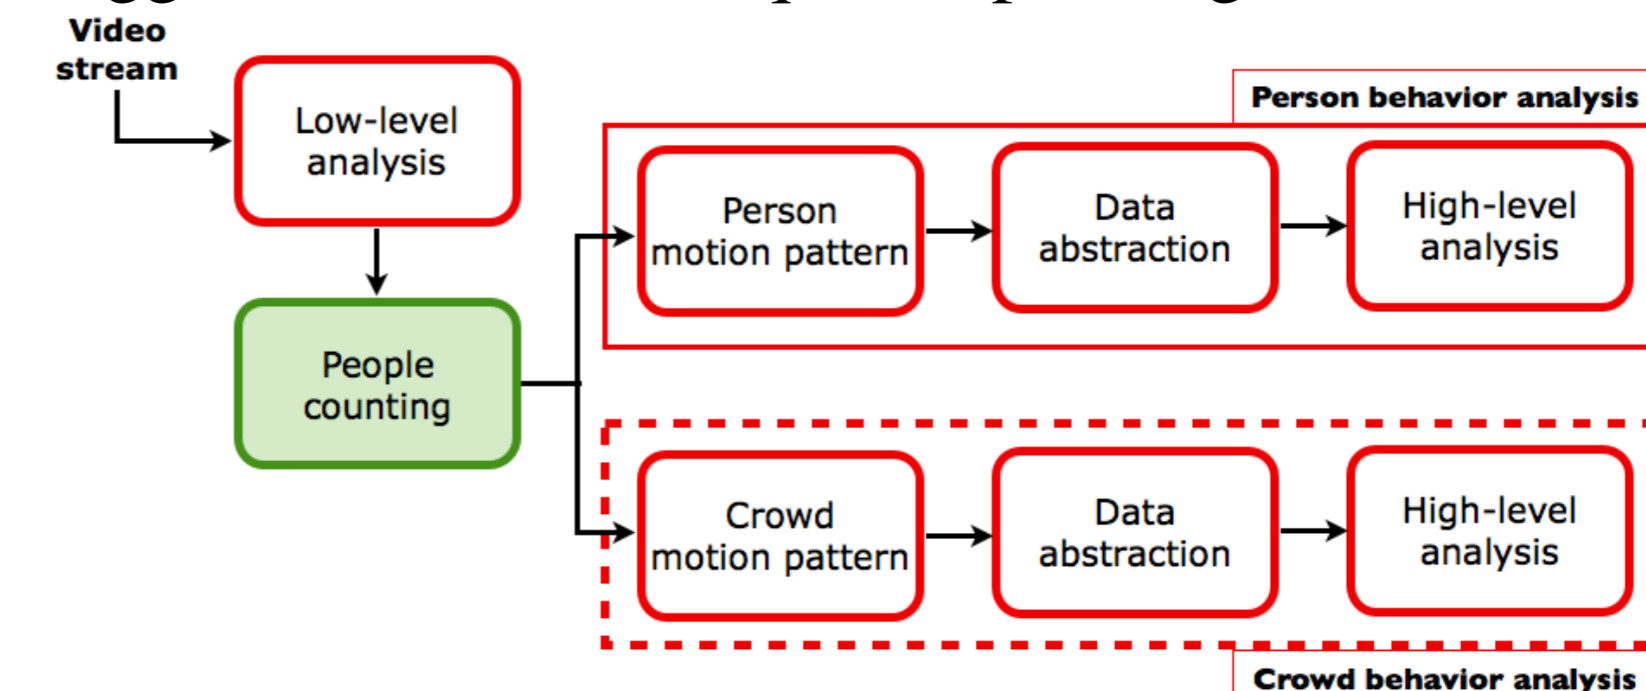 Video
stream
Low-level
analysis
Person behavior analysis
Person
motion pattern
Data
abstraction
High-level
analysis
People
counting
Crowd
motion pattern
Data
abstraction
High-level
analysis
Crowd behavior analysis